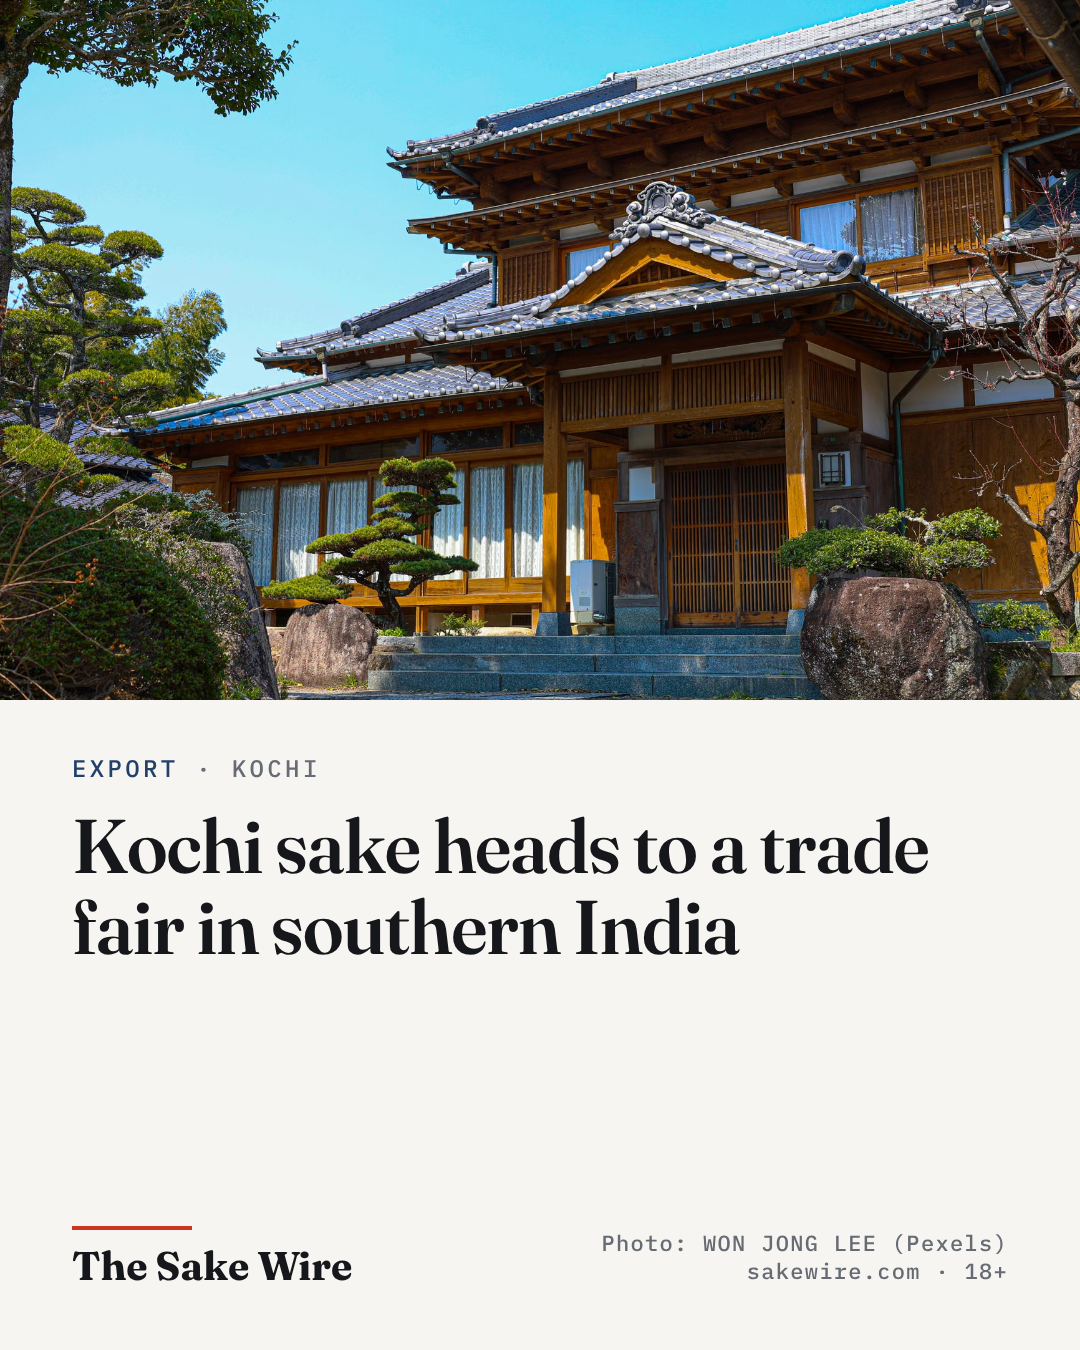 EXPORT · KOCHI
Kochi sake heads to a trade
fair in southern India
The Sake Wire
Photo: WON JONG LEE (Pexels)
sakewire.com · 18+